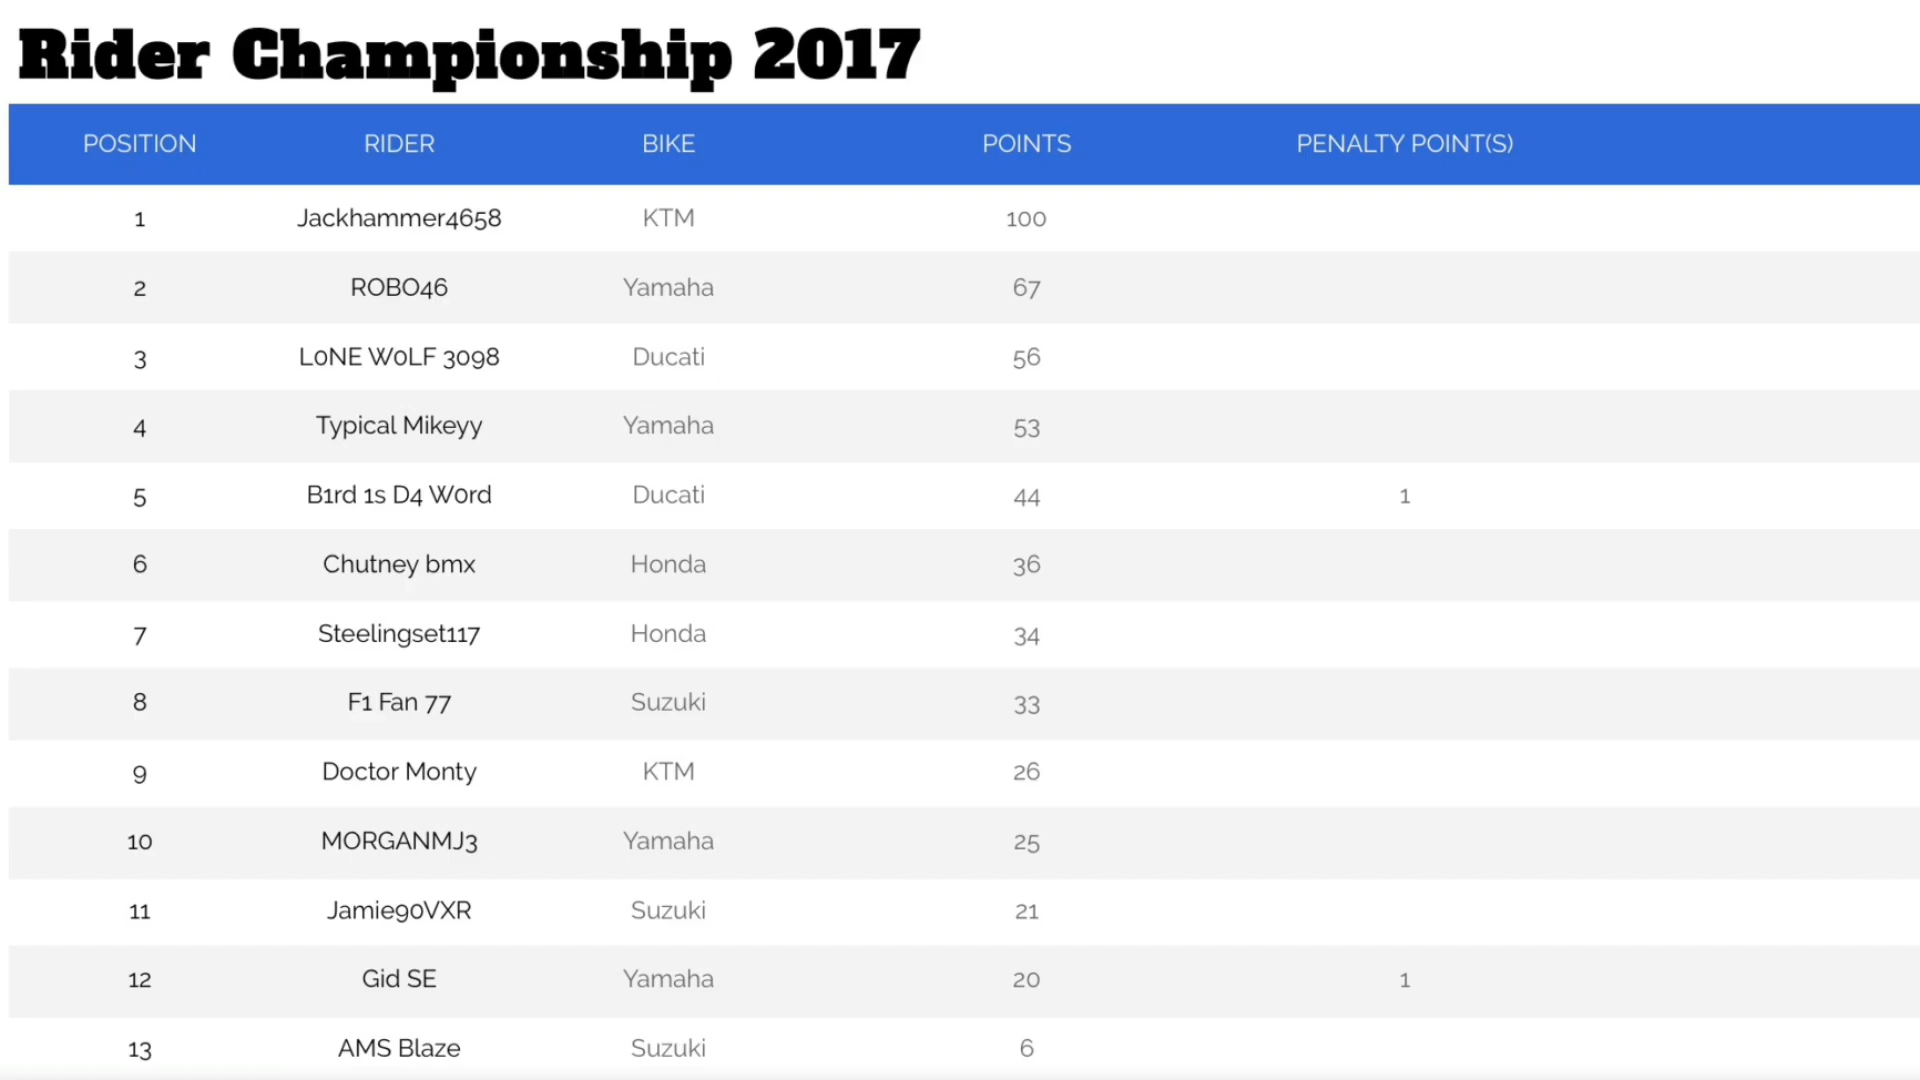 Rider Championship 2017
POSITION RIDER BIKE POINTS PENALTY POINT(S)
1 Jackhammer4658 KTM 100
2 ROBO46 Yamaha 67
3 L0NE W0LF 3098 Ducati 56
4 Typical Mikeyy Yamaha 53
5 B1rd 1s D4 W0rd Ducati 44 1
6 Chutney bmx Honda 36
7 Steelingset117 Honda 34
8 F1 Fan 77 Suzuki 33
9 Doctor Monty KTM 26
10 MORGANMJ3 Yamaha 25
11 Jamie90VXR Suzuki 21
12 Gid SE Yamaha 20 1
13 AMS Blaze Suzuki 6